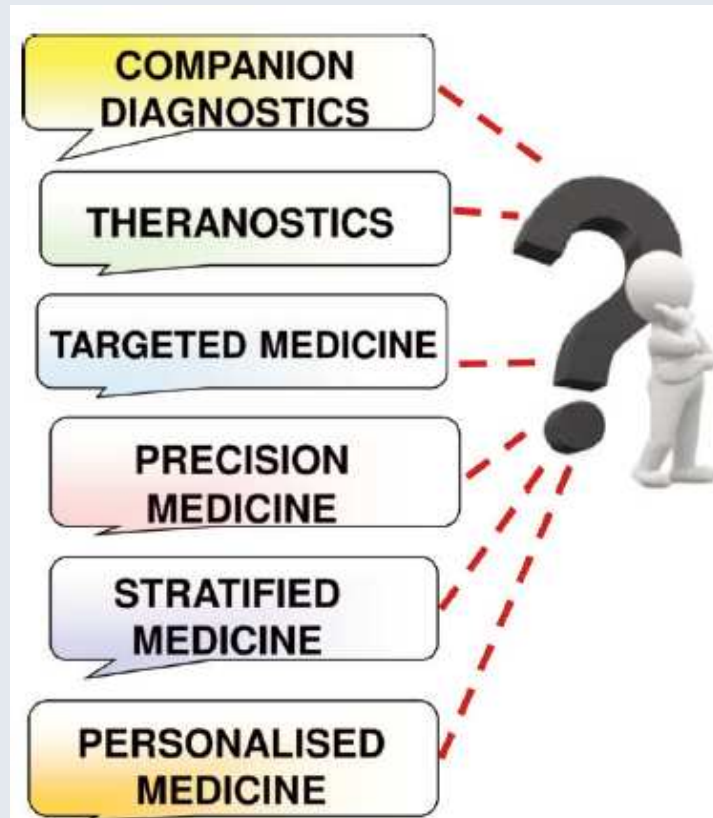 COMPANION
DIAGNOSTICS
THERANOSTICS
TARGETED MEDICINE
PRECISION
MEDICINE
STRATIFIED
MEDICINE
PERSONALISED
MEDICINE
?